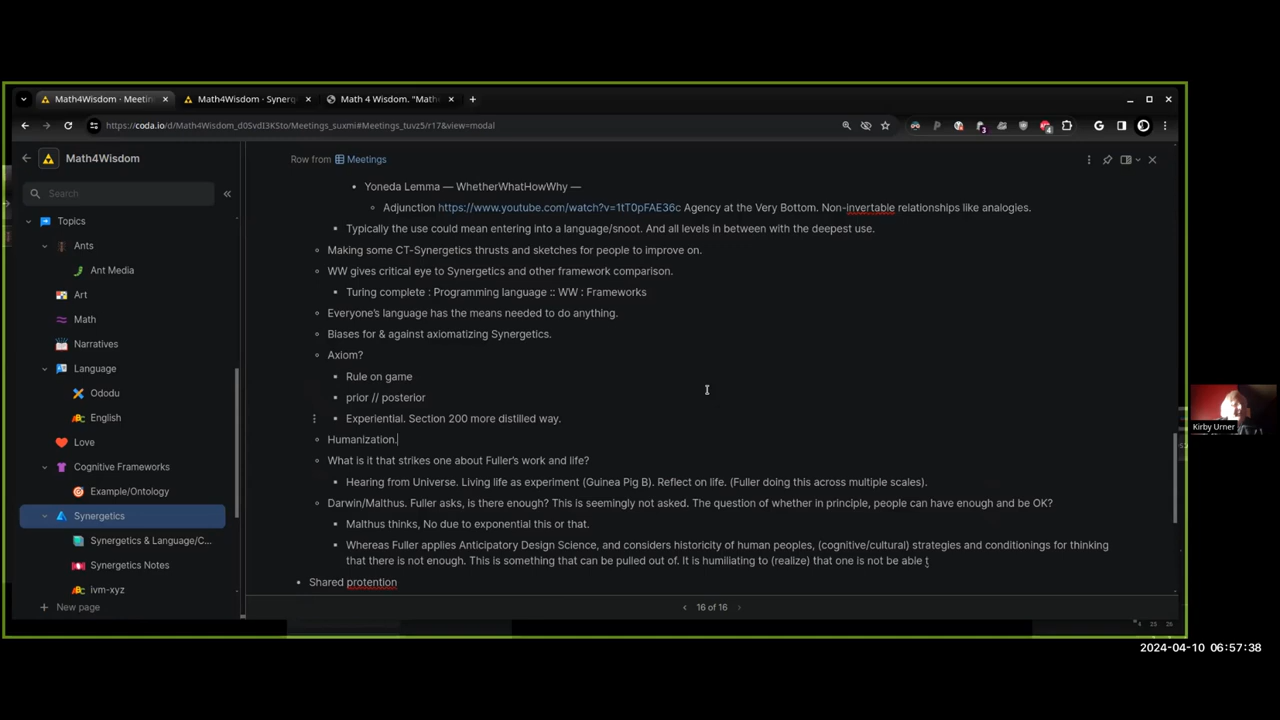 Math4Wisdom · Meetin
Math4Wisdom · Synerg
Math 4 Wisdom. "Math
https://coda.io/d/Math4Wisdom_d0SvdI3KSto/Meetings_suxmi#Meetings_tuvz5/r17&view=modal
Math4Wisdom
Search
Topics
Ants
Ant Media
Art
Math
Narratives
Language
Ododu
English
Love
Cognitive Frameworks
Example/Ontology
Synergetics
Synergetics & Language/C...
Synergetics Notes
ivm-xyz
New page
Row from Meetings
Yoneda Lemma — WhetherWhatHowWhy —
Adjunction https://www.youtube.com/watch?v=1tT0pFAE36c Agency at the Very Bottom. Non-invertable relationships like analogies.
Typically the use could mean entering into a language/snoot. And all levels in between with the deepest use.
Making some CT-Synergetics thrusts and sketches for people to improve on.
WW gives critical eye to Synergetics and other framework comparison.
Turing complete : Programming language :: WW : Frameworks
Everyone's language has the means needed to do anything.
Biases for & against axiomatizing Synergetics.
Axiom?
Rule on game
prior // posterior
Experiential. Section 200 more distilled way.
Humanization.
What is it that strikes one about Fuller's work and life?
Hearing from Universe. Living life as experiment (Guinea Pig B). Reflect on life. (Fuller doing this across multiple scales).
Darwin/Malthus. Fuller asks, is there enough? This is seemingly not asked. The question of whether in principle, people can have enough and be OK?
Malthus thinks, No due to exponential this or that.
Whereas Fuller applies Anticipatory Design Science, and considers historicity of human peoples, (cognitive/cultural) strategies and conditionings for thinking
that there is not enough. This is something that can be pulled out of. It is humiliating to (realize) that one is not be able t
Shared protention
16 of 16
Kirby Urner
2024-04-10 06:57:38